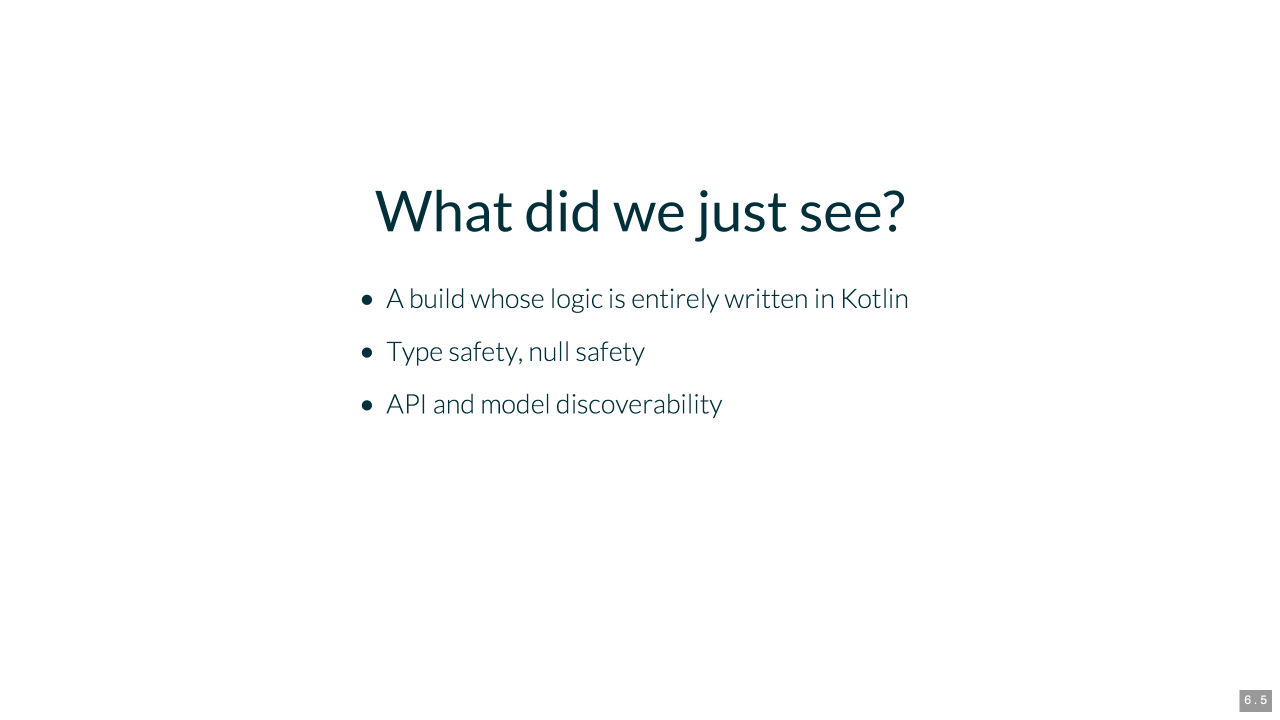 What did we just see?
• A build whose logic is entirely written in Kotlin
• Type safety, null safety
• API and model discoverability
6.5